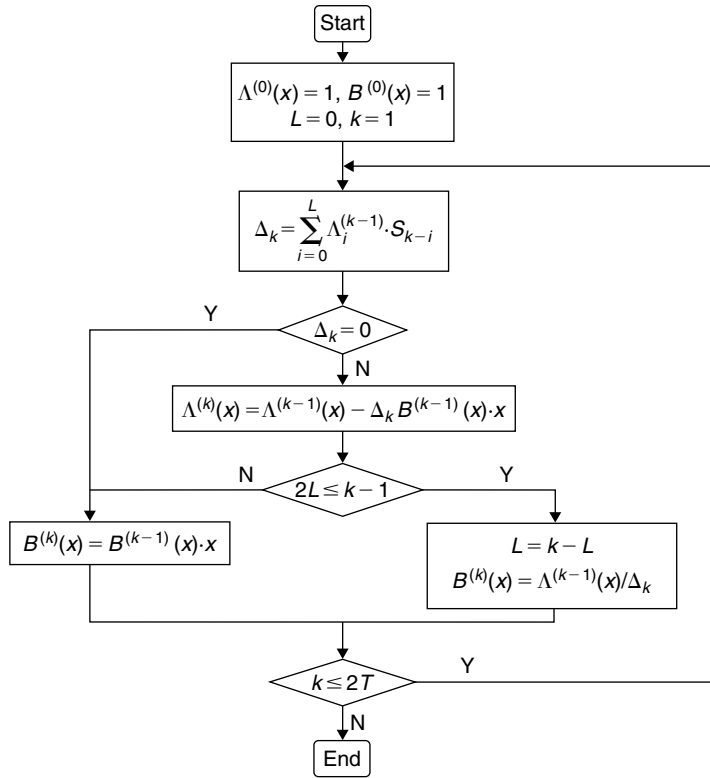 Start
Λ^{(0)}(x) = 1, B^{(0)}(x) = 1
L = 0, k = 1
Δ_k = \sum_{i=0}^{L} Λ_i^{(k−1)} · S_{k−i}
Y
Δ_k = 0
N
Λ^{(k)}(x) = Λ^{(k−1)}(x) − Δ_k B^{(k−1)}(x)·x
N
2L ≤ k − 1
Y
B^{(k)}(x) = B^{(k−1)}(x)·x
L = k − L
B^{(k)}(x) = Λ^{(k−1)}(x)/Δ_k
k ≤ 2T
Y
N
End